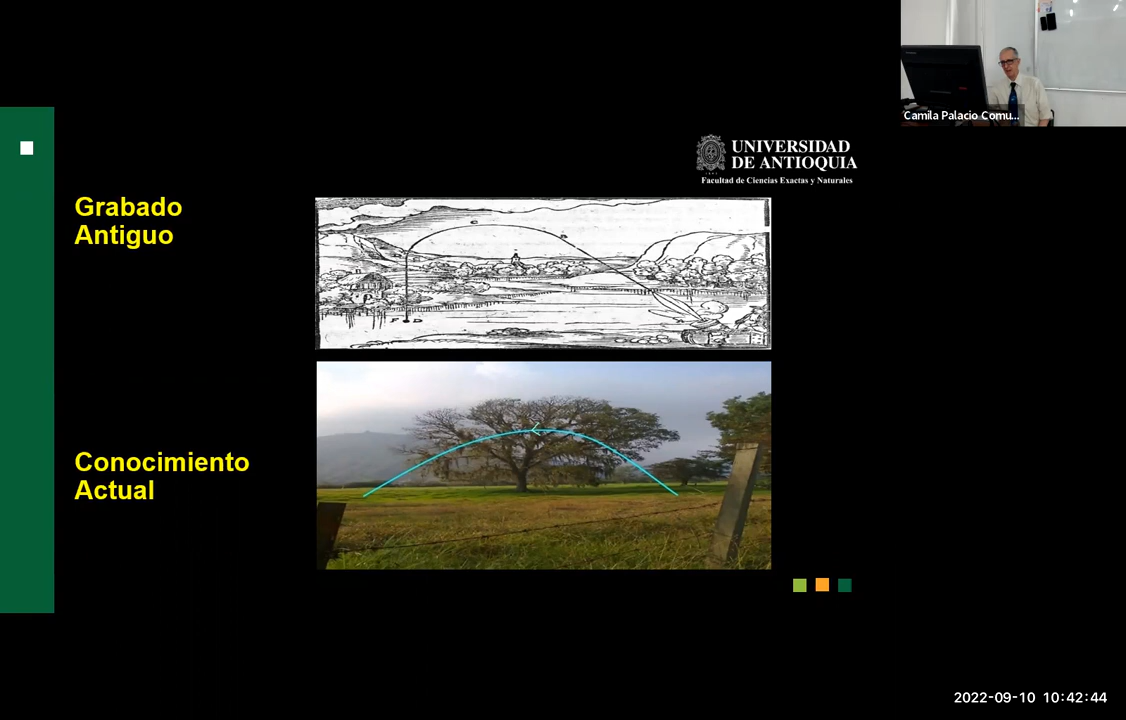 Camila Palacio Comu...
UNIVERSIDAD
DE ANTIOQUIA
Facultad de Ciencias Exactas y Naturales
Grabado
Antiguo
Conocimiento
Actual
2022-09-10 10:42:44